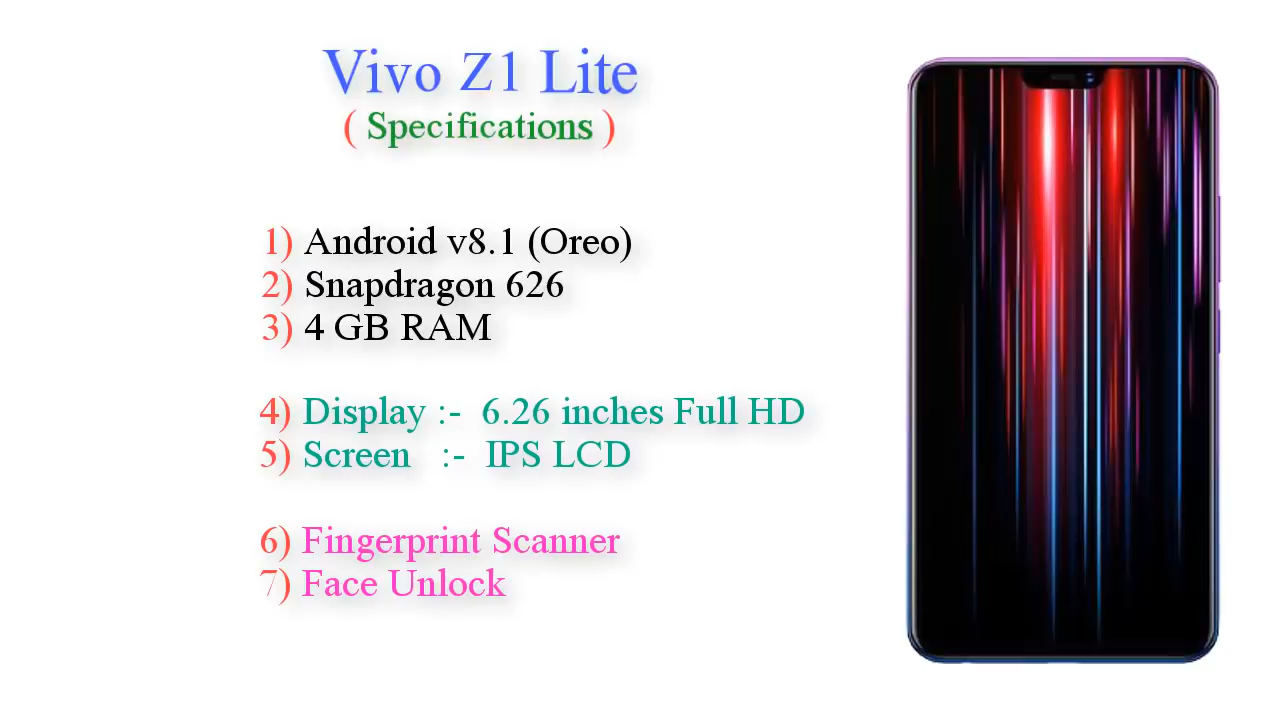 Vivo Z1 Lite
( Specifications )
1) Android v8.1 (Oreo)
2) Snapdragon 626
3) 4 GB RAM
4) Display :- 6.26 inches Full HD
5) Screen :- IPS LCD
6) Fingerprint Scanner
7) Face Unlock